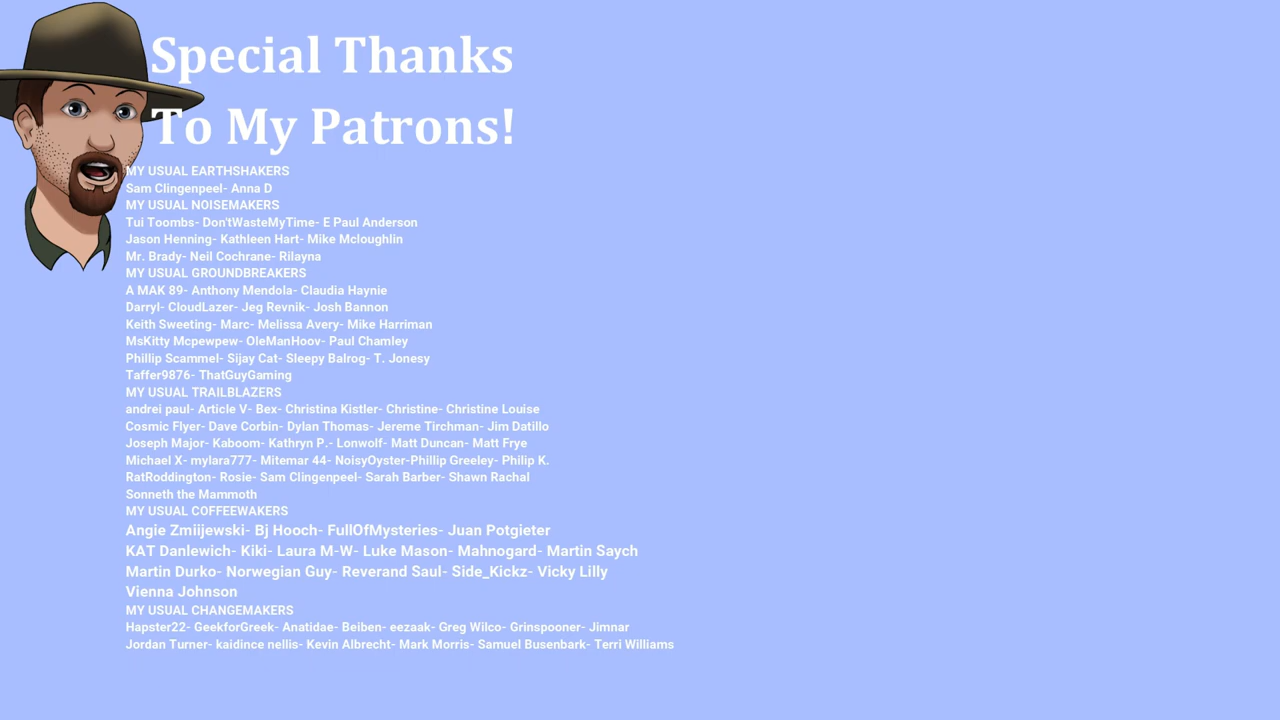 Special Thanks
To My Patrons!
MY USUAL EARTHSHAKERS
Sam Clingenpeel- Anna D
MY USUAL NOISEMAKERS
Tui Toombs- Don'tWasteMyTime- E Paul Anderson
Jason Henning- Kathleen Hart- Mike Mcloughlin
Mr. Brady- Neil Cochrane- Rilayna
MY USUAL GROUNDBREAKERS
A MAK 89- Anthony Mendola- Claudia Haynie
Darryl- CloudLazer- Jeg Revnik- Josh Bannon
Keith Sweeting- Marc- Melissa Avery- Mike Harriman
MsKitty Mcpewpew- OleManHoov- Paul Chamley
Phillip Scammel- Sijay Cat- Sleepy Balrog- T. Jonesy
Taffer9876- ThatGuyGaming
MY USUAL TRAILBLAZERS
andrei paul- Article V- Bex- Christina Kistler- Christine- Christine Louise
Cosmic Flyer- Dave Corbin- Dylan Thomas- Jereme Tirchman- Jim Datillo
Joseph Major- Kaboom- Kathryn P.- Lonwolf- Matt Duncan- Matt Frye
Michael X- mylara777- Mitemar 44- NoisyOyster-Phillip Greeley- Philip K.
RatRoddington- Rosie- Sam Clingenpeel- Sarah Barber- Shawn Rachal
Sonneth the Mammoth
MY USUAL COFFEEWAKERS
Angie Zmiijewski- Bj Hooch- FullOfMysteries- Juan Potgieter
KAT Danlewich- Kiki- Laura M-W- Luke Mason- Mahnogard- Martin Saych
Martin Durko- Norwegian Guy- Reverand Saul- Side_Kickz- Vicky Lilly
Vienna Johnson
MY USUAL CHANGEMAKERS
Hapster22- GeekforGreek- Anatidae- Beiben- eezaak- Greg Wilco- Grinspooner- Jimnar
Jordan Turner- kaidince nellis- Kevin Albrecht- Mark Morris- Samuel Busenbark- Terri Williams